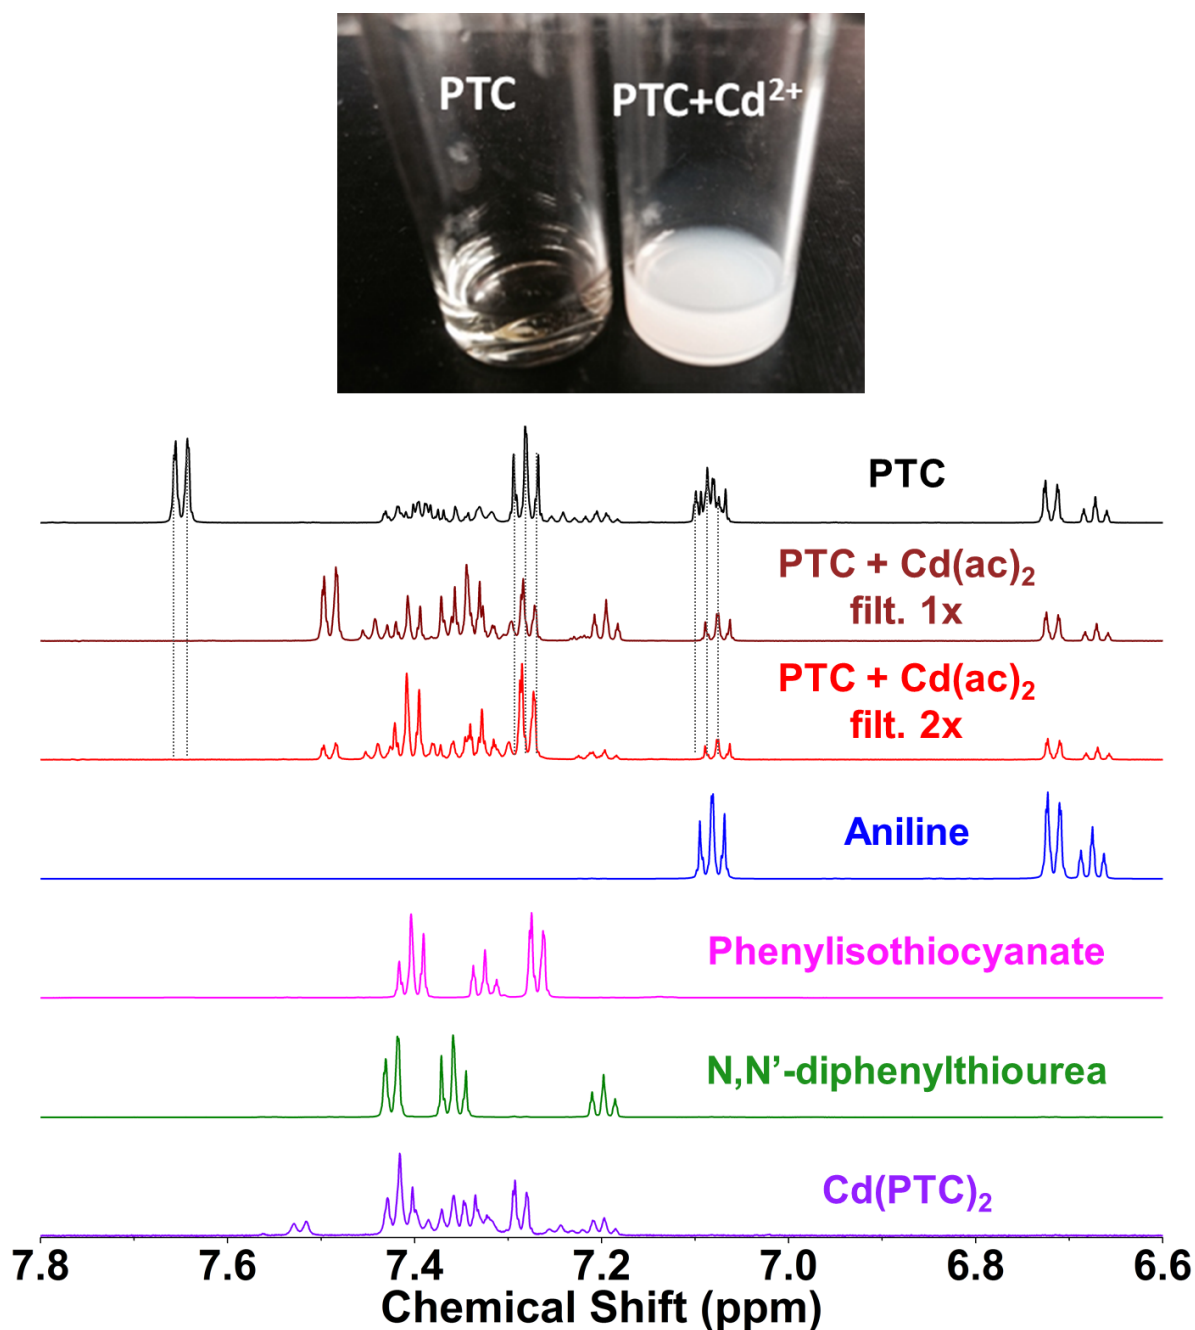 PTC
PTC+Cd²⁺
PTC
PTC + Cd(ac)₂
filt. 1x
PTC + Cd(ac)₂
filt. 2x
Aniline
Phenylisothiocyanate
N,N’-diphenylthiourea
Cd(PTC)₂
7.8 7.6 7.4 7.2 7.0 6.8 6.6
Chemical Shift (ppm)